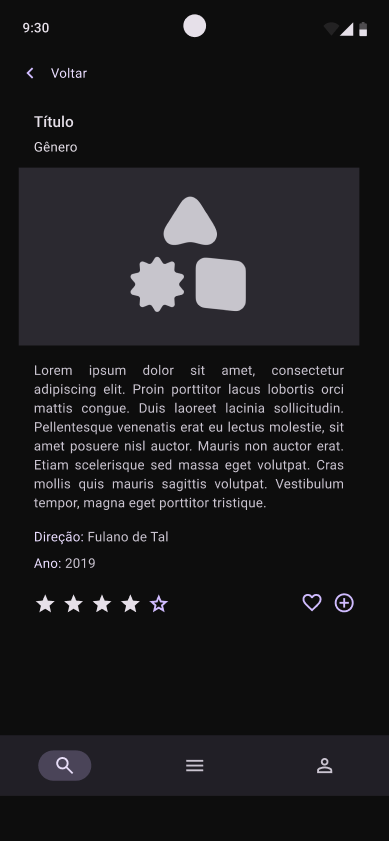 9:30
Voltar
Título
Gênero
Lorem ipsum dolor sit amet, consectetur
adipiscing elit. Proin porttitor lacus lobortis orci
mattis congue. Duis laoreet lacinia sollicitudin.
Pellentesque venenatis erat eu lectus molestie, sit
amet posuere nisl auctor. Mauris non auctor erat.
Etiam scelerisque sed massa eget volutpat. Cras
mollis quis mauris sagittis volutpat. Vestibulum
tempor, magna eget porttitor tristique.
Direção: Fulano de Tal
Ano: 2019